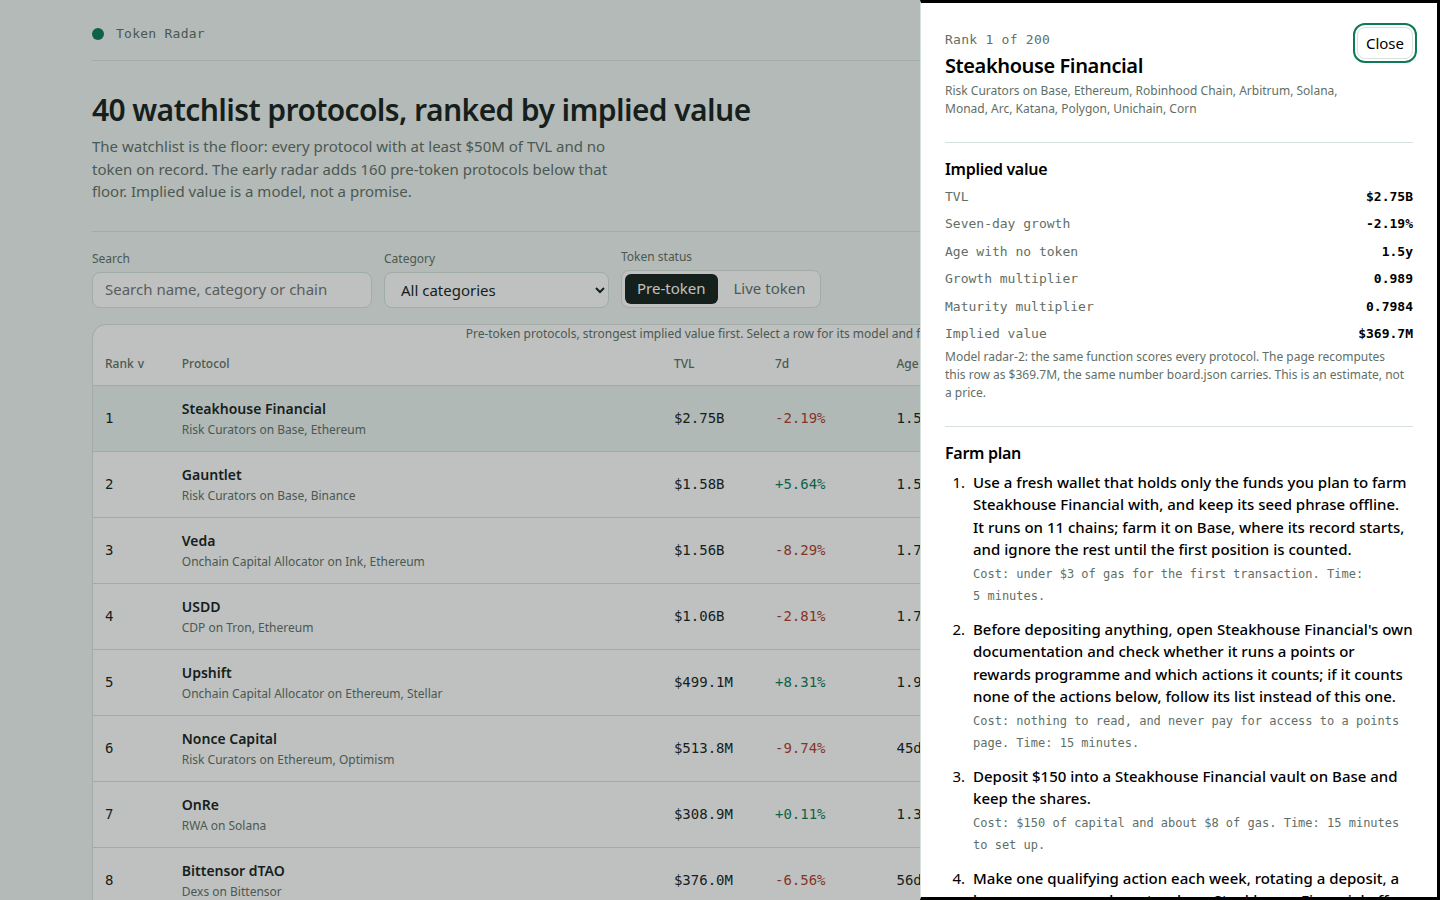 Token Radar
40 watchlist protocols, ranked by implied value
The watchlist is the floor: every protocol with at least $50M of TVL and no
token on record. The early radar adds 160 pre-token protocols below that
floor. Implied value is a model, not a promise.
Search
Category
Token status
Search name, category or chain
All categories
Pre-token
Live token
Pre-token protocols, strongest implied value first. Select a row for its model and f
Rank v
Protocol
TVL
7d
Age
1
Steakhouse Financial
Risk Curators on Base, Ethereum
$2.75B
-2.19%
1.5
2
Gauntlet
Risk Curators on Base, Binance
$1.58B
+5.64%
1.5
3
Veda
Onchain Capital Allocator on Ink, Ethereum
$1.56B
-8.29%
1.7
4
USDD
CDP on Tron, Ethereum
$1.06B
-2.81%
1.7
5
Upshift
Onchain Capital Allocator on Ethereum, Stellar
$499.1M
+8.31%
1.9
6
Nonce Capital
Risk Curators on Ethereum, Optimism
$513.8M
-9.74%
45d
7
OnRe
RWA on Solana
$308.9M
+0.11%
1.3
8
Bittensor dTAO
Dexs on Bittensor
$376.0M
-6.56%
56d
Rank 1 of 200
Close
Steakhouse Financial
Risk Curators on Base, Ethereum, Robinhood Chain, Arbitrum, Solana,
Monad, Arc, Katana, Polygon, Unichain, Corn
Implied value
TVL
$2.75B
Seven-day growth
-2.19%
Age with no token
1.5y
Growth multiplier
0.989
Maturity multiplier
0.7984
Implied value
$369.7M
Model radar-2: the same function scores every protocol. The page recomputes
this row as $369.7M, the same number board.json carries. This is an estimate, not
a price.
Farm plan
1. Use a fresh wallet that holds only the funds you plan to farm
Steakhouse Financial with, and keep its seed phrase offline.
It runs on 11 chains; farm it on Base, where its record starts,
and ignore the rest until the first position is counted.
Cost: under $3 of gas for the first transaction. Time:
5 minutes.
2. Before depositing anything, open Steakhouse Financial's own
documentation and check whether it runs a points or
rewards programme and which actions it counts; if it counts
none of the actions below, follow its list instead of this one.
Cost: nothing to read, and never pay for access to a points
page. Time: 15 minutes.
3. Deposit $150 into a Steakhouse Financial vault on Base and
keep the shares.
Cost: $150 of capital and about $8 of gas. Time: 15 minutes
to set up.
4. Make one qualifying action each week, rotating a deposit, a